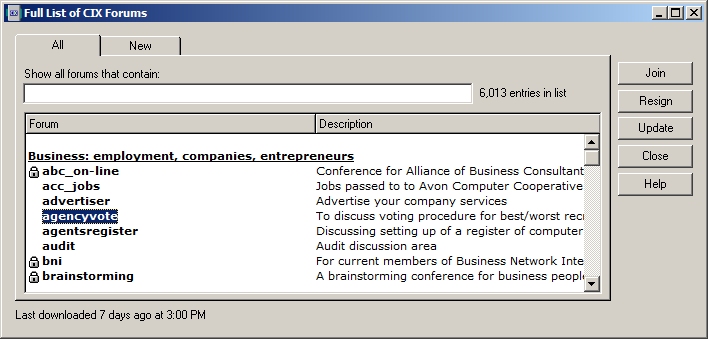 Full List of CIX Forums
All New
Show all forums that contain:
6,013 entries in list
Join
Resign
Update
Close
Help
Forum Description
Business: employment, companies, entrepreneurs
abc_on-line Conference for Alliance of Business Consultant
acc_jobs Jobs passed to to Avon Computer Cooperative.
advertiser Advertise your company services
agencyvote To discuss voting procedure for best/worst recr
agentsregister Discussing setting up of a register of computer
audit Audit discussion area
bni For current members of Business Network Inte
brainstorming A brainstorming conference for business people
Last downloaded 7 days ago at 3:00 PM